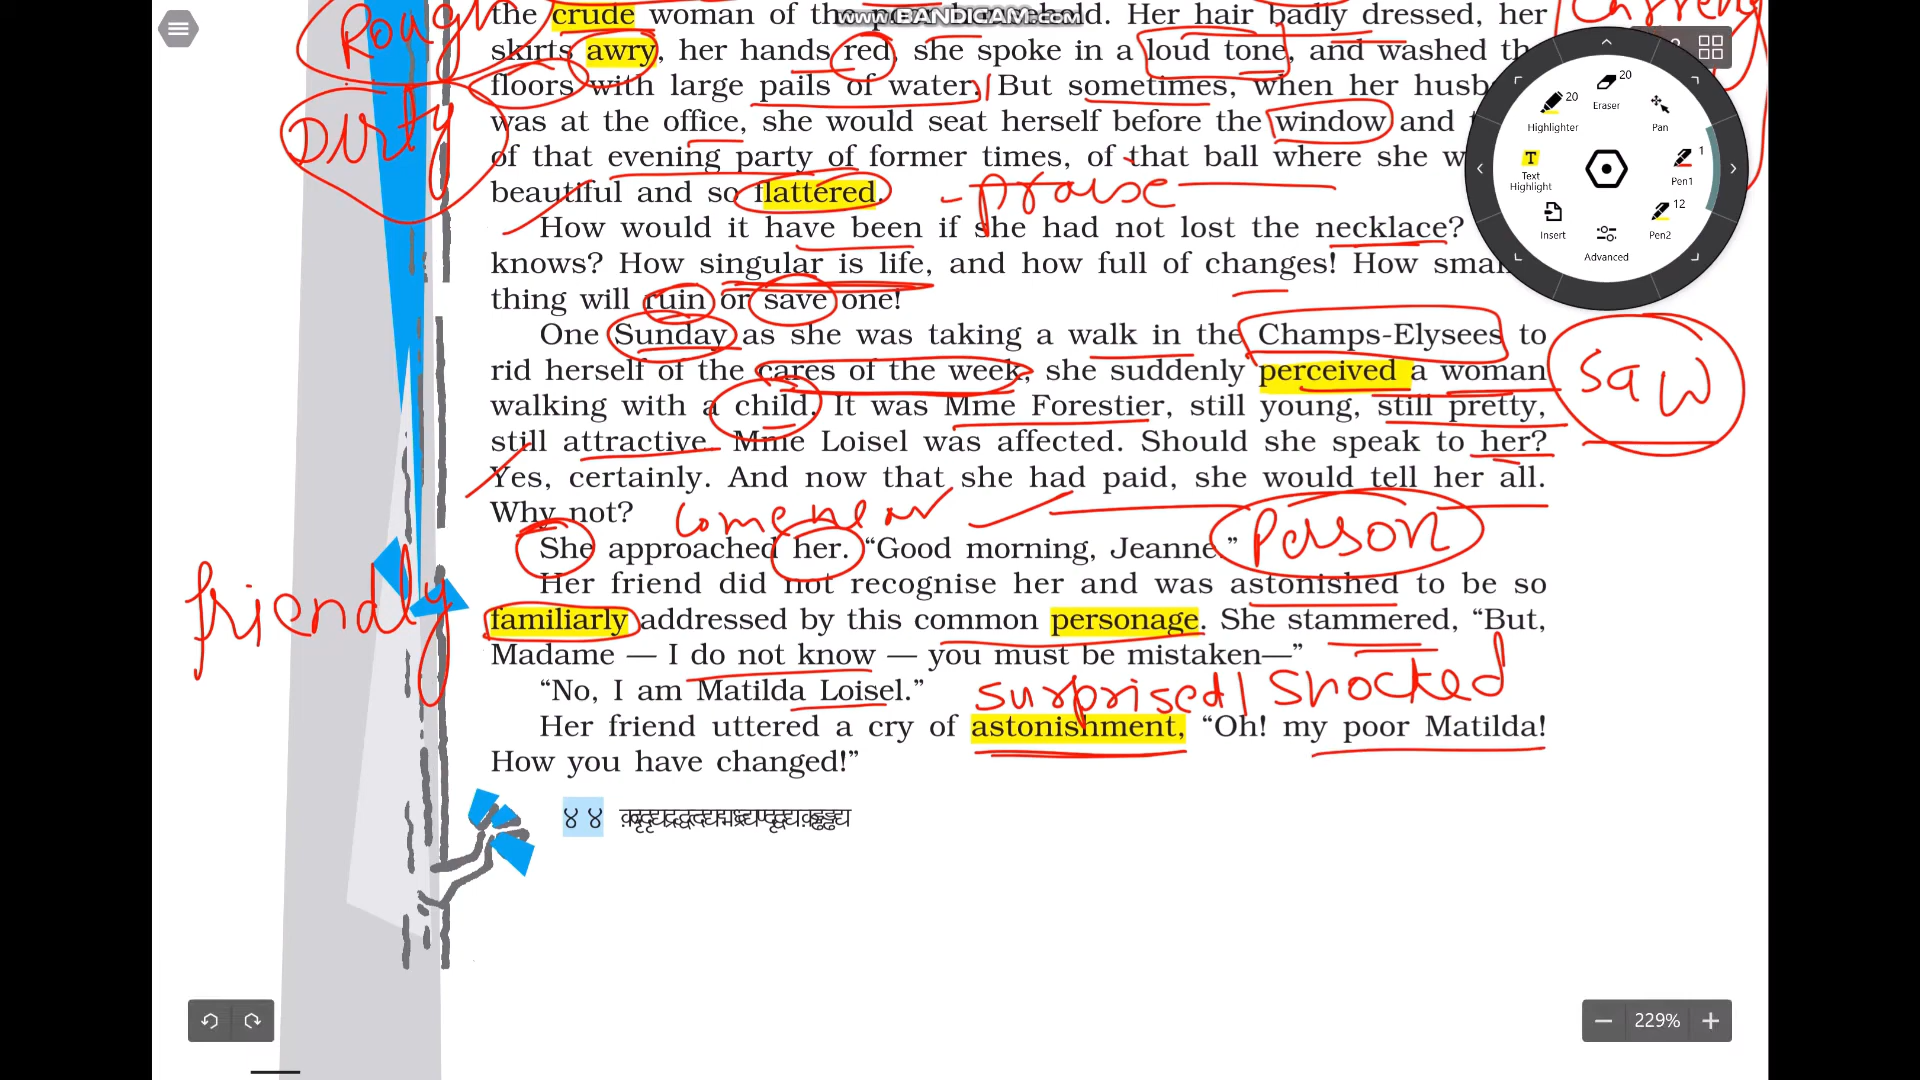 the crude woman of the household. Her hair badly dressed, her
www.BANDICAM.com
Rough
skirts awry, her hands red, she spoke in a loud tone, and washed
floors with large pails of water. But sometimes, when her
Dirty
was at the office, she would seat herself before the window and
of that evening party of former times, of that ball where she
beautiful and so flattered. - praise
How would it have been if she had not lost the necklace?
knows? How singular is life, and how full of changes! How
thing will ruin or save one!
One Sunday as she was taking a walk in the Champs-Elysees to
rid herself of the cares of the week, she suddenly perceived a woman
saw
walking with a child. It was Mme Forestier, still young, still pretty,
still attractive. Mme Loisel was affected. Should she speak to her?
Yes, certainly. And now that she had paid, she would tell her all.
Why not? come near
Person
She approached her. “Good morning, Jeanne.”
Her friend did not recognise her and was astonished to be so
friendly
familiarly addressed by this common personage. She stammered, “But,
Madame — I do not know — you must be mistaken—”
“No, I am Matilda Loisel.” surprised| Shocked
Her friend uttered a cry of astonishment, “Oh! my poor Matilda!
How you have changed!”
४ ४
20
Eraser
20
Highlighter
Pan
T
Text
Highlight
1
Pen1
Insert
12
Pen2
Advanced
229%